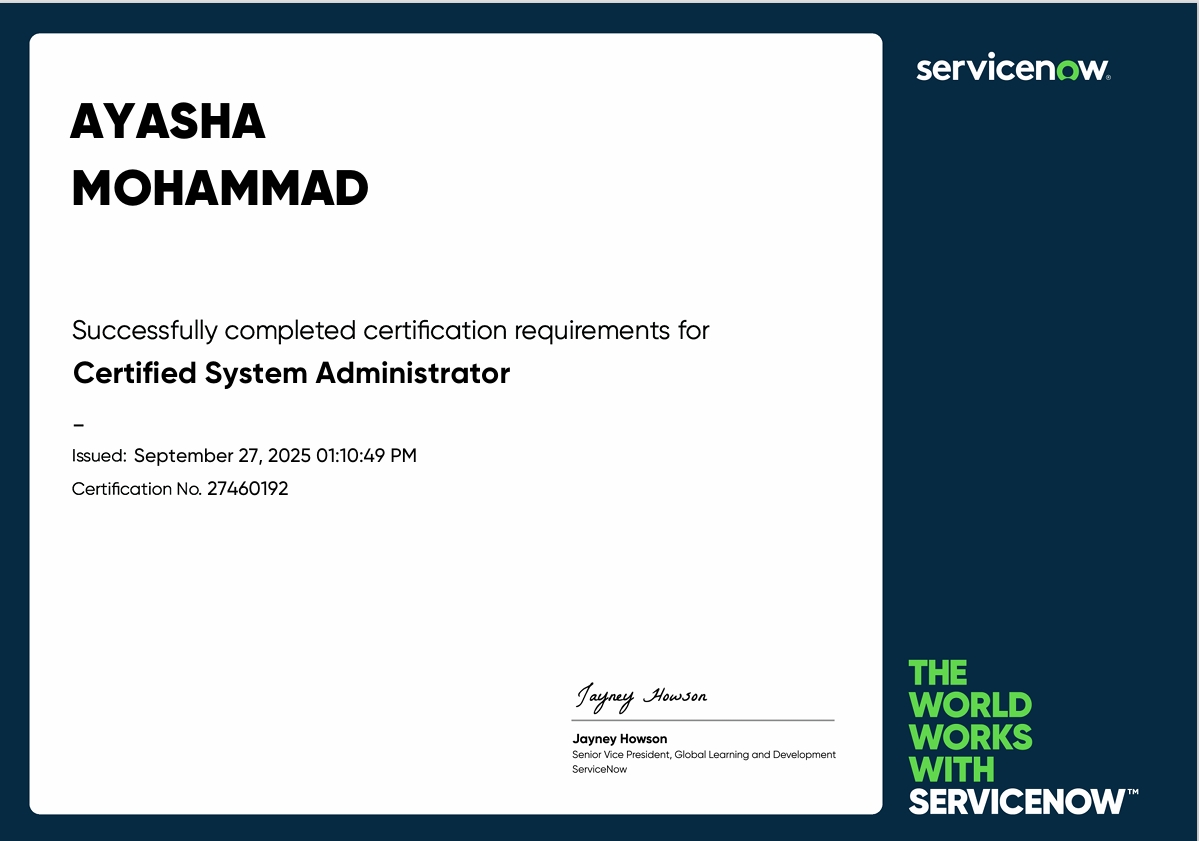 servicenow®
AYASHA
MOHAMMAD
Successfully completed certification requirements for
Certified System Administrator
–
Issued: September 27, 2025 01:10:49 PM
Certification No. 27460192
Jayney Howson
Jayney Howson
Senior Vice President, Global Learning and Development
ServiceNow
THE
WORLD
WORKS
WITH
SERVICENOW™